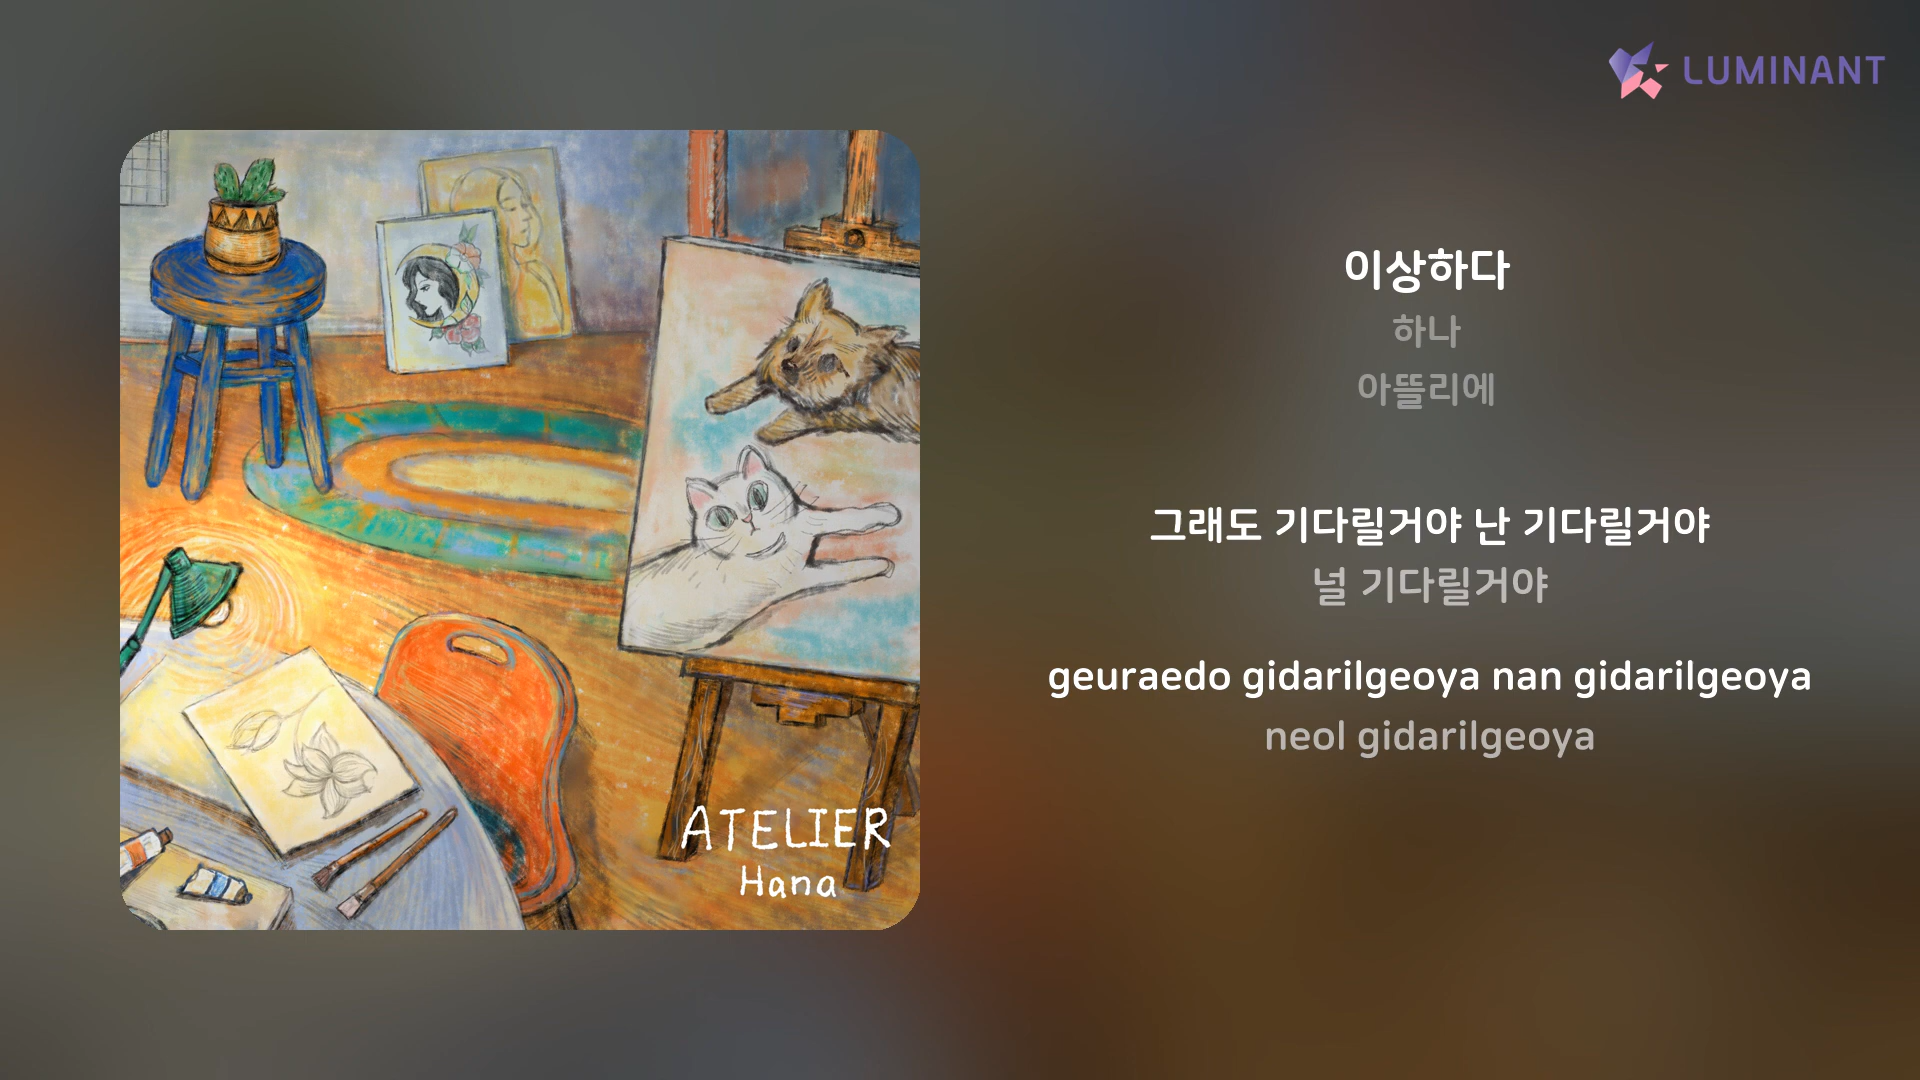 LUMINANT
이상하다
하나
아뜰리에
그래도 기다릴거야 난 기다릴거야
널 기다릴거야
geuraedo gidarilgeoya nan gidarilgeoya
neol gidarilgeoya
ATELIER
Hana